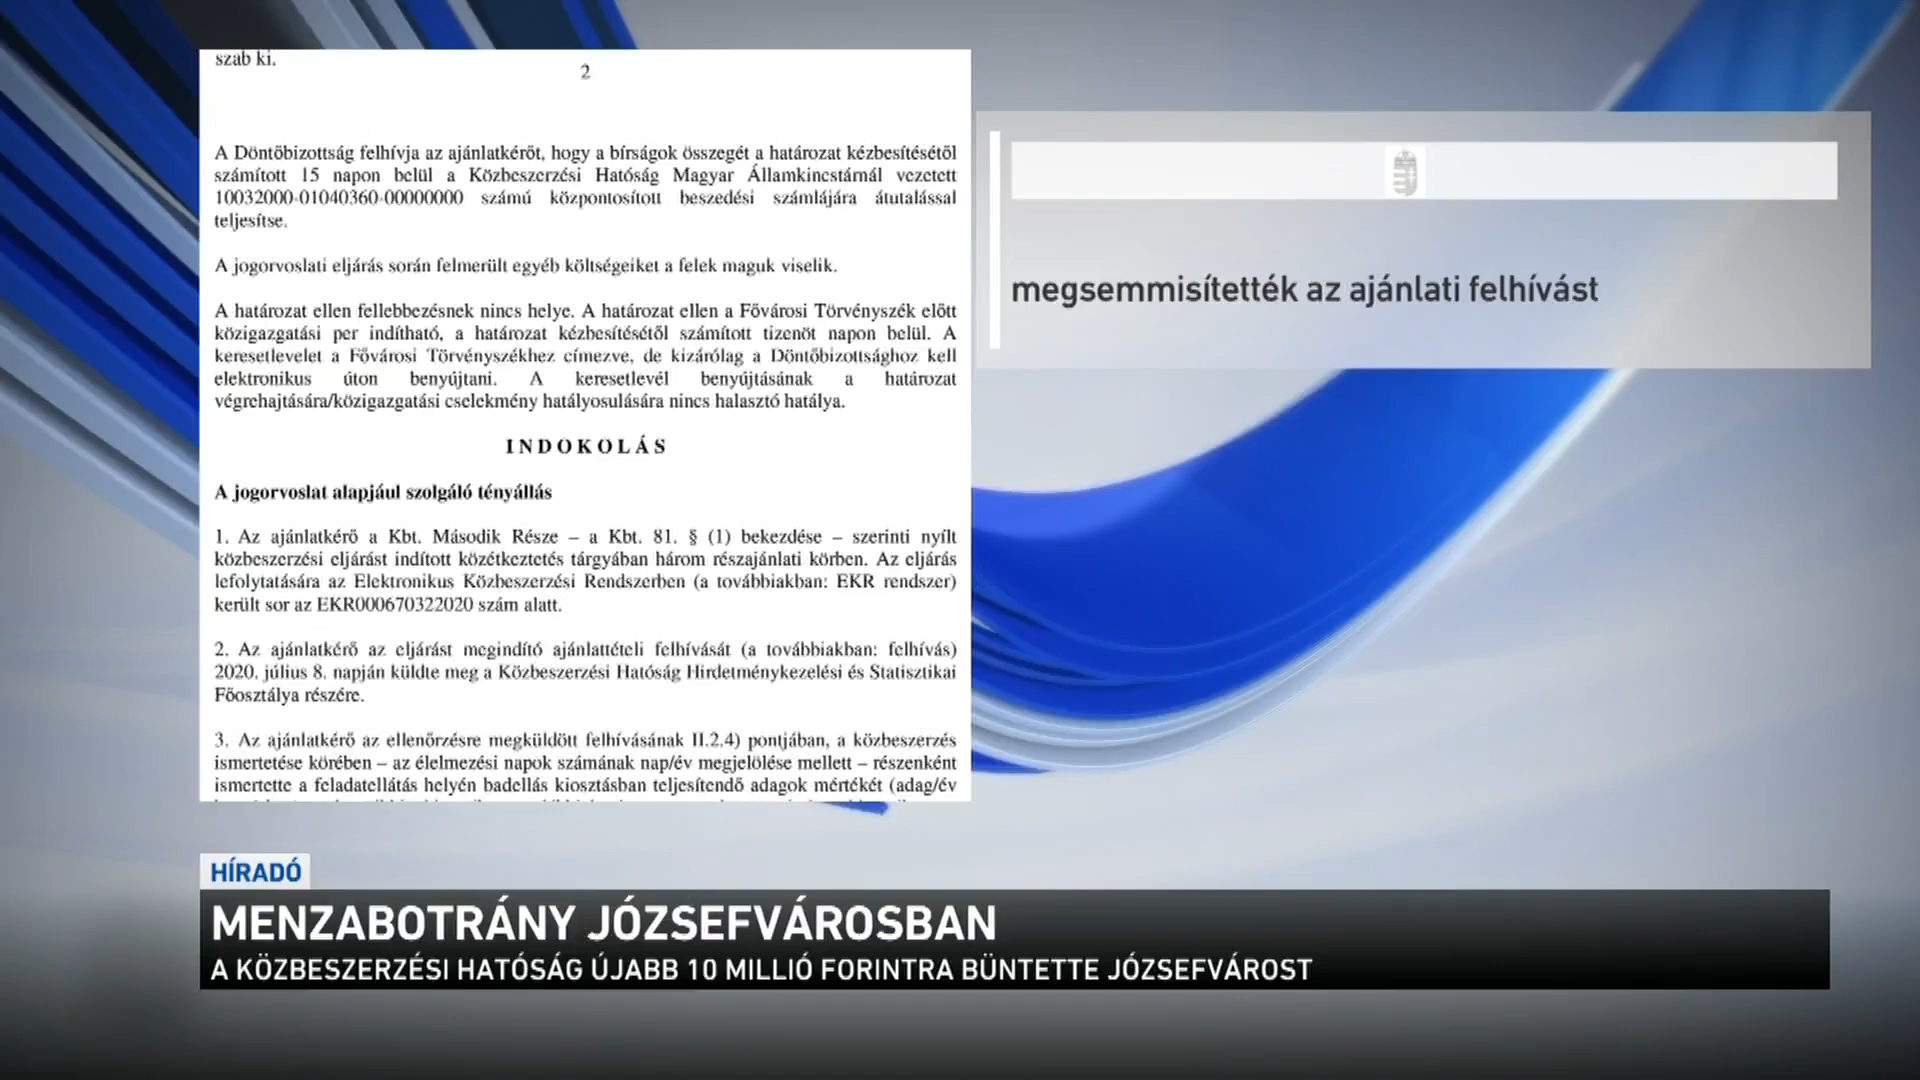 szab ki.
2
A Döntőbizottság felhívja az ajánlatkérőt, hogy a bírságok összegét a határozat kézbesítésétől
számított 15 napon belül a Közbeszerzési Hatóság Magyar Államkincstárnál vezetett
10032000-01040360-00000000 számú központosított beszedési számlájára átutalással
teljesítse.
A jogorvoslati eljárás során felmerült egyéb költségeiket a felek maguk viselik.
A határozat ellen fellebbezésnek nincs helye. A határozat ellen a Fővárosi Törvényszék előtt
közigazgatási per indítható, a határozat kézbesítésétől számított tizenöt napon belül. A
keresetlevelet a Fővárosi Törvényszékhez címezve, de kizárólag a Döntőbizottsághoz kell
elektronikus úton benyújtani. A keresetlevél benyújtásának a határozat
végrehajtására/közigazgatási cselekmény hatályosulására nincs halasztó hatálya.
INDOKOLÁS
A jogorvoslat alapjául szolgáló tényállás
1. Az ajánlatkérő a Kbt. Második Része – a Kbt. 81. § (1) bekezdése – szerinti nyílt
közbeszerzési eljárást indított közétkeztetés tárgyában három részajánlati körben. Az eljárás
lefolytatására az Elektronikus Közbeszerzési Rendszerben (a továbbiakban: EKR rendszer)
került sor az EKR000670322020 szám alatt.
2. Az ajánlatkérő az eljárást megindító ajánlattételi felhívását (a továbbiakban: felhívás)
2020. július 8. napján küldte meg a Közbeszerzési Hatóság Hirdetménykezelési és Statisztikai
Főosztálya részére.
3. Az ajánlatkérő az ellenőrzésre megküldött felhívásának II.2.4) pontjában, a közbeszerzés
ismertetése körében – az élelmezési napok számának nap/év megjelölése mellett – részenként
ismertette a feladatellátás helyén badellás kiosztásban teljesítendő adagok mértékét (adag/év
megsemmisítették az ajánlati felhívást
HÍRADÓ
MENZABOTRÁNY JÓZSEFVÁROSBAN
A KÖZBESZERZÉSI HATÓSÁG ÚJABB 10 MILLIÓ FORINTRA BÜNTETTE JÓZSEFVÁROST